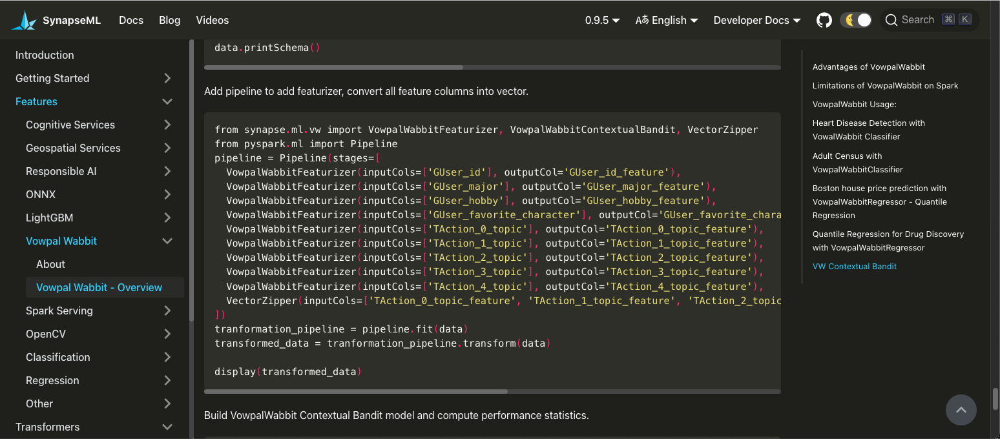 SynapseML Docs Blog Videos 0.9.5 English Developer Docs Search ⌘ K
Introduction
Getting Started
Features
Cognitive Services
Geospatial Services
Responsible AI
ONNX
LightGBM
Vowpal Wabbit
About
Vowpal Wabbit - Overview
Spark Serving
OpenCV
Classification
Regression
Other
Transformers
data.printSchema()
Add pipeline to add featurizer, convert all feature columns into vector.
from synapse.ml.vw import VowpalWabbitFeaturizer, VowpalWabbitContextualBandit, VectorZipper
from pyspark.ml import Pipeline
pipeline = Pipeline(stages=[
  VowpalWabbitFeaturizer(inputCols=['GUser_id'], outputCol='GUser_id_feature'),
  VowpalWabbitFeaturizer(inputCols=['GUser_major'], outputCol='GUser_major_feature'),
  VowpalWabbitFeaturizer(inputCols=['GUser_hobby'], outputCol='GUser_hobby_feature'),
  VowpalWabbitFeaturizer(inputCols=['GUser_favorite_character'], outputCol='GUser_favorite_chara
  VowpalWabbitFeaturizer(inputCols=['TAction_0_topic'], outputCol='TAction_0_topic_feature'),
  VowpalWabbitFeaturizer(inputCols=['TAction_1_topic'], outputCol='TAction_1_topic_feature'),
  VowpalWabbitFeaturizer(inputCols=['TAction_2_topic'], outputCol='TAction_2_topic_feature'),
  VowpalWabbitFeaturizer(inputCols=['TAction_3_topic'], outputCol='TAction_3_topic_feature'),
  VowpalWabbitFeaturizer(inputCols=['TAction_4_topic'], outputCol='TAction_4_topic_feature'),
  VectorZipper(inputCols=['TAction_0_topic_feature', 'TAction_1_topic_feature', 'TAction_2_topic
])
tranformation_pipeline = pipeline.fit(data)
transformed_data = tranformation_pipeline.transform(data)
display(transformed_data)
Build VowpalWabbit Contextual Bandit model and compute performance statistics.
Advantages of VowpalWabbit
Limitations of VowpalWabbit on Spark
VowpalWabbit Usage:
Heart Disease Detection with
VowalWabbit Classifier
Adult Census with
VowpalWabbitClassifier
Boston house price prediction with
VowpalWabbitRegressor - Quantile
Regression
Quantile Regression for Drug Discovery
with VowpalWabbitRegressor
VW Contextual Bandit